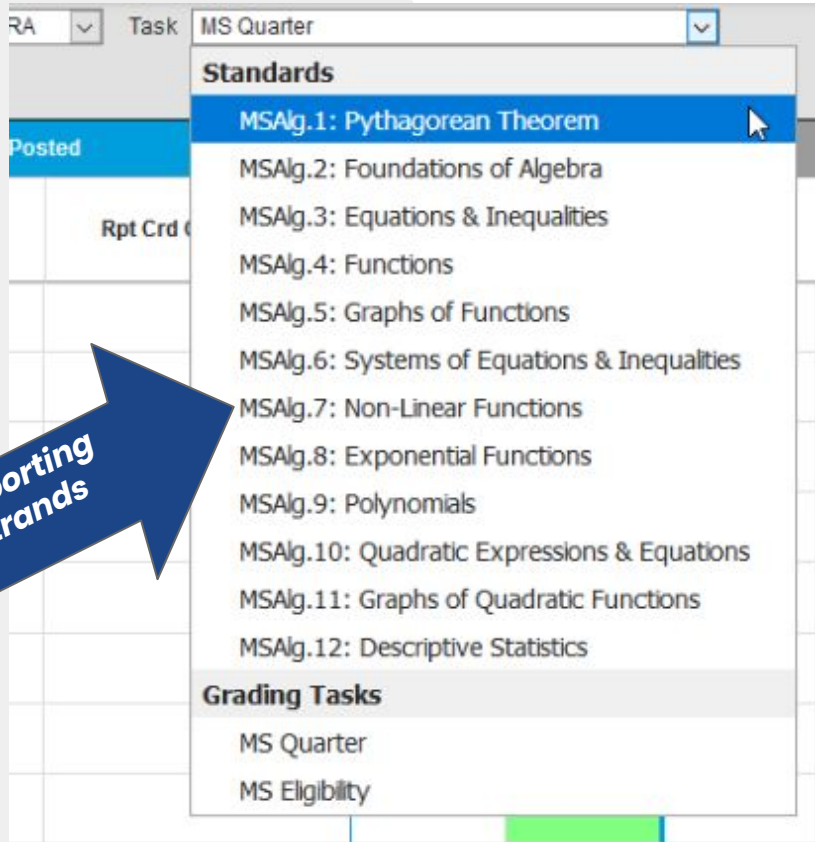 RA Task MS Quarter
Standards
MSAlg.1: Pythagorean Theorem
Posted
MSAlg.2: Foundations of Algebra
Rpt Crd
MSAlg.3: Equations & Inequalities
MSAlg.4: Functions
MSAlg.5: Graphs of Functions
MSAlg.6: Systems of Equations & Inequalities
MSAlg.7: Non-Linear Functions
MSAlg.8: Exponential Functions
orting
rands
MSAlg.9: Polynomials
MSAlg.10: Quadratic Expressions & Equations
MSAlg.11: Graphs of Quadratic Functions
MSAlg.12: Descriptive Statistics
Grading Tasks
MS Quarter
MS Eligibility